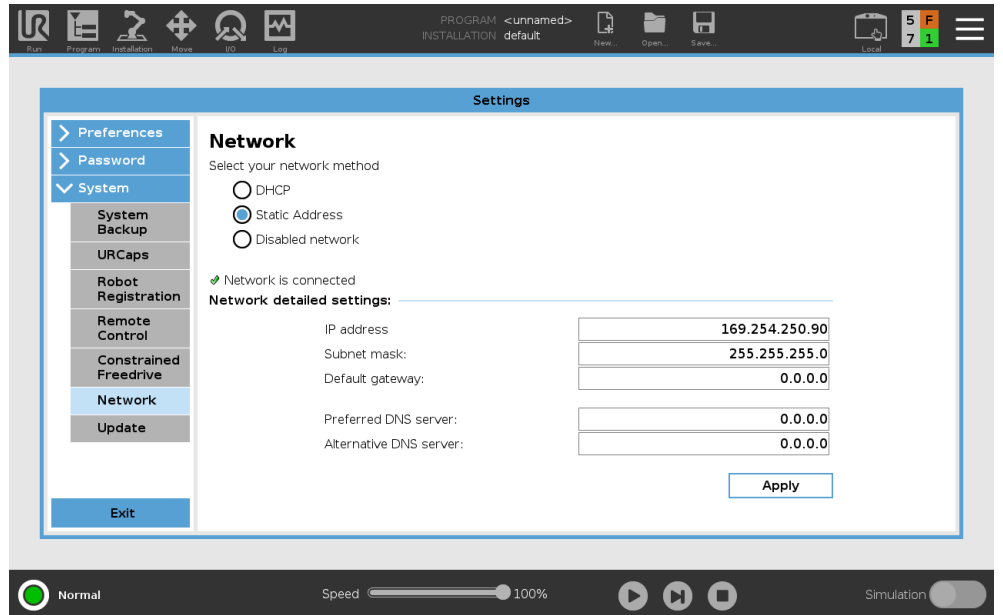 PROGRAM <unnamed>
INSTALLATION default
UR
Run
Program
Installation
Move
I/O
Log
New...
Open...
Save...
Local
5 F
7 1
Settings
Preferences
Password
System
System
Backup
URCaps
Robot
Registration
Remote
Control
Constrained
Freedrive
Network
Update
Exit
Network
Select your network method
DHCP
Static Address
Disabled network
Network is connected
Network detailed settings:
IP address 169.254.250.90
Subnet mask: 255.255.255.0
Default gateway: 0.0.0.0
Preferred DNS server: 0.0.0.0
Alternative DNS server: 0.0.0.0
Apply
Normal
Speed 100%
Simulation